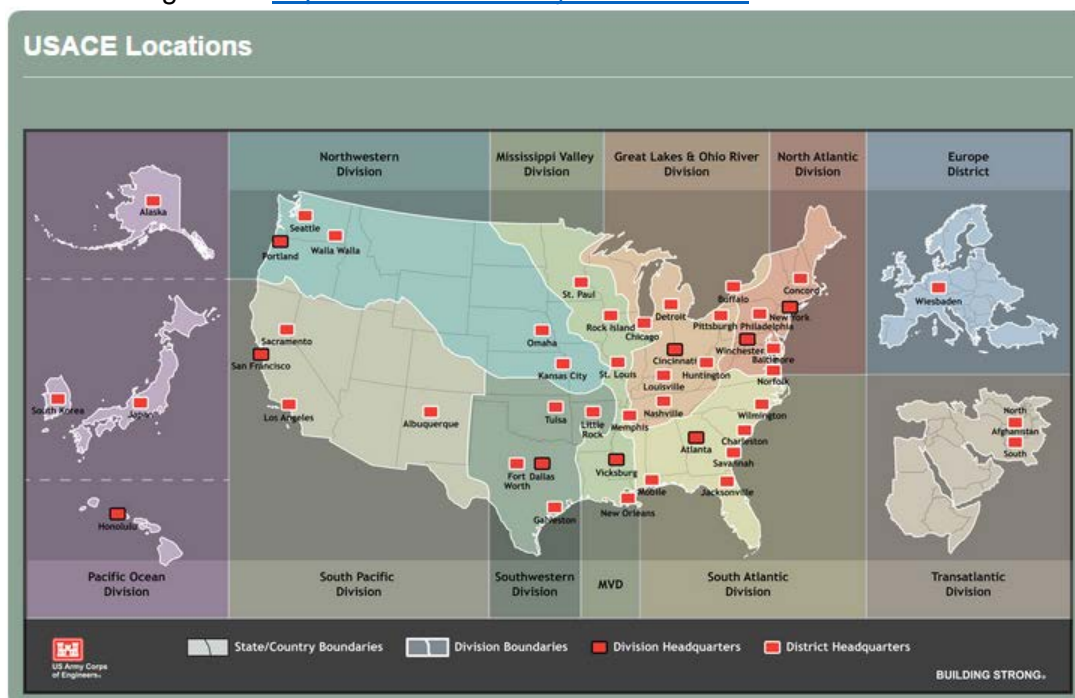 USACE Locations
Northwestern
Division
Mississippi Valley
Division
Great Lakes & Ohio River
Division
North Atlantic
Division
Europe
District
Alaska
Seattle
Portland
Walla Walla
St. Paul
Buffalo
Concord
Wiesbaden
Detroit
Rock Island
Chicago
Pittsburgh
Philadelphia
New York
Sacramento
Omaha
Winchester
Baltimore
San Francisco
Kansas City
St. Louis
Cincinnati
Huntington
Norfolk
Louisville
South Korea
Japan
Los Angeles
Albuquerque
Tulsa
Little
Rock
Memphis
Nashville
Wilmington
North
Afghanistan
South
Charleston
Atlanta
Savannah
Fort
Worth
Dallas
Vicksburg
Mobile
Jacksonville
Galveston
New Orleans
Honolulu
Pacific Ocean
Division
South Pacific
Division
Southwestern
Division
MVD
South Atlantic
Division
Transatlantic
Division
State/Country Boundaries
Division Boundaries
Division Headquarters
District Headquarters
US Army Corps
of Engineers®
BUILDING STRONG®